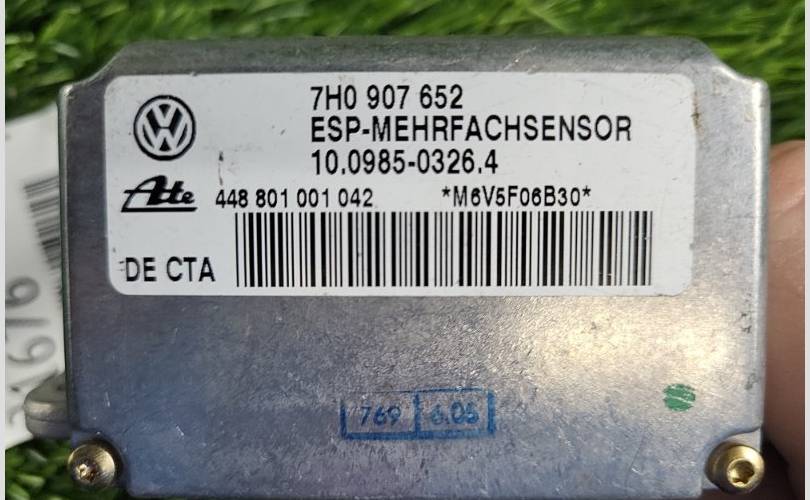 7H0 907 652
ESP-MEHRFACHSENSOR
10.0985-0326.4
Ate 448 801 001 042 *M6V5F06B30*
DE CTA
769 6.05